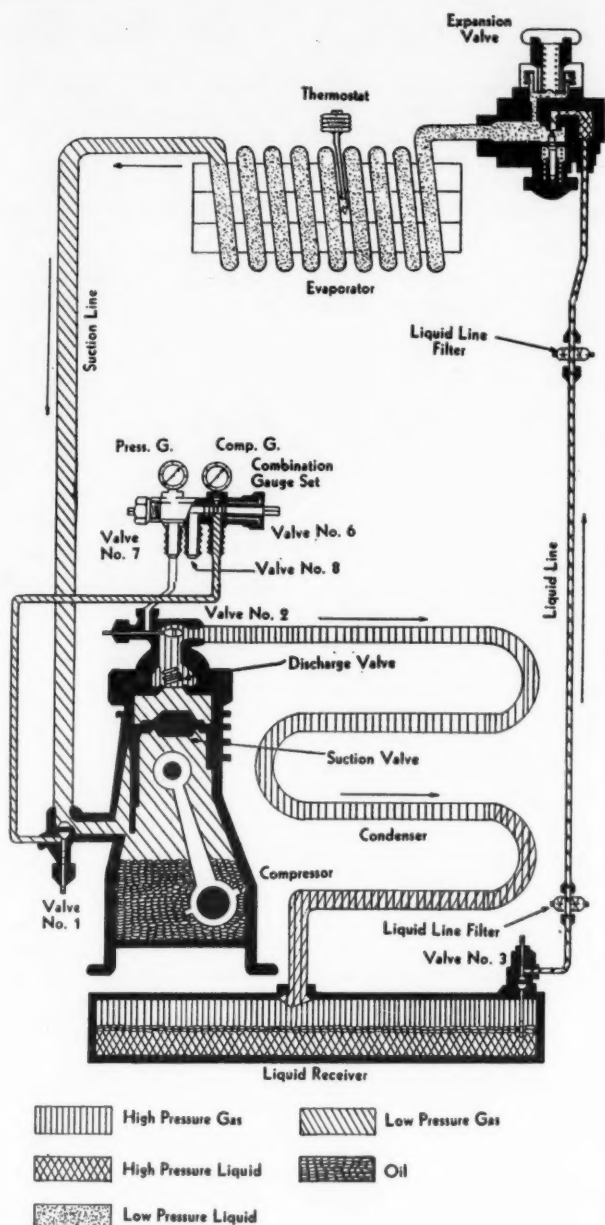 Expansion
Valve
Thermostat
Evaporator
Suction Line
Liquid Line
Filter
Press. G.
Comp. G.
Combination
Gauge Set
Valve
No. 7
Valve No. 6
Valve No. 8
Liquid Line
Valve No. 2
Discharge Valve
Suction Valve
Condenser
Compressor
Valve
No. 1
Liquid Line
Filter
Valve No. 3
Liquid Receiver
High Pressure Gas
Low Pressure Gas
High Pressure Liquid
Oil
Low Pressure Liquid